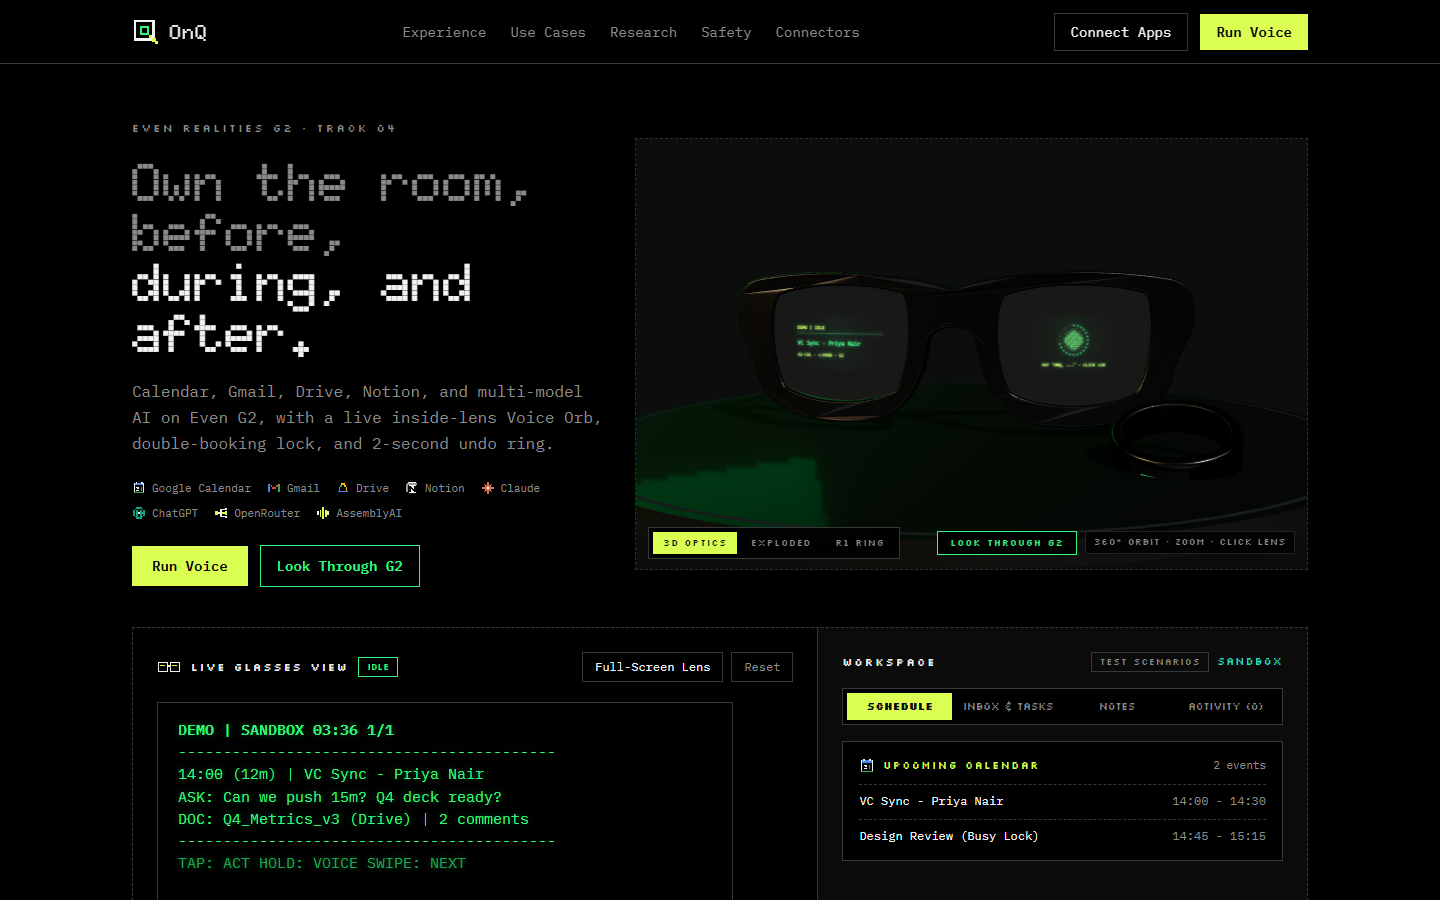 OnQ
Experience Use Cases Research Safety Connectors
Connect Apps
Run Voice
EVEN REALITIES G2 · TRACK 04
Own the room,
before,
during, and
after.
Calendar, Gmail, Drive, Notion, and multi-model
AI on Even G2, with a live inside-lens Voice Orb,
double-booking lock, and 2-second undo ring.
Google Calendar Gmail Drive Notion Claude
ChatGPT OpenRouter AssemblyAI
Run Voice
Look Through G2
DEMO | IDLE
VC Sync - Priya Nair
3D OPTICS EXPLODED R1 RING
LOOK THROUGH G2
360° ORBIT · ZOOM · CLICK LENS
LIVE GLASSES VIEW IDLE
Full-Screen Lens Reset
DEMO | SANDBOX 03:36 1/1
-----------------------------------------
14:00 (12m) | VC Sync - Priya Nair
ASK: Can we push 15m? Q4 deck ready?
DOC: Q4_Metrics_v3 (Drive) | 2 comments
-----------------------------------------
TAP: ACT HOLD: VOICE SWIPE: NEXT
WORKSPACE
TEST SCENARIOS SANDBOX
SCHEDULE INBOX & TASKS NOTES ACTIVITY (0)
UPCOMING CALENDAR 2 events
VC Sync - Priya Nair 14:00 - 14:30
Design Review (Busy Lock) 14:45 - 15:15